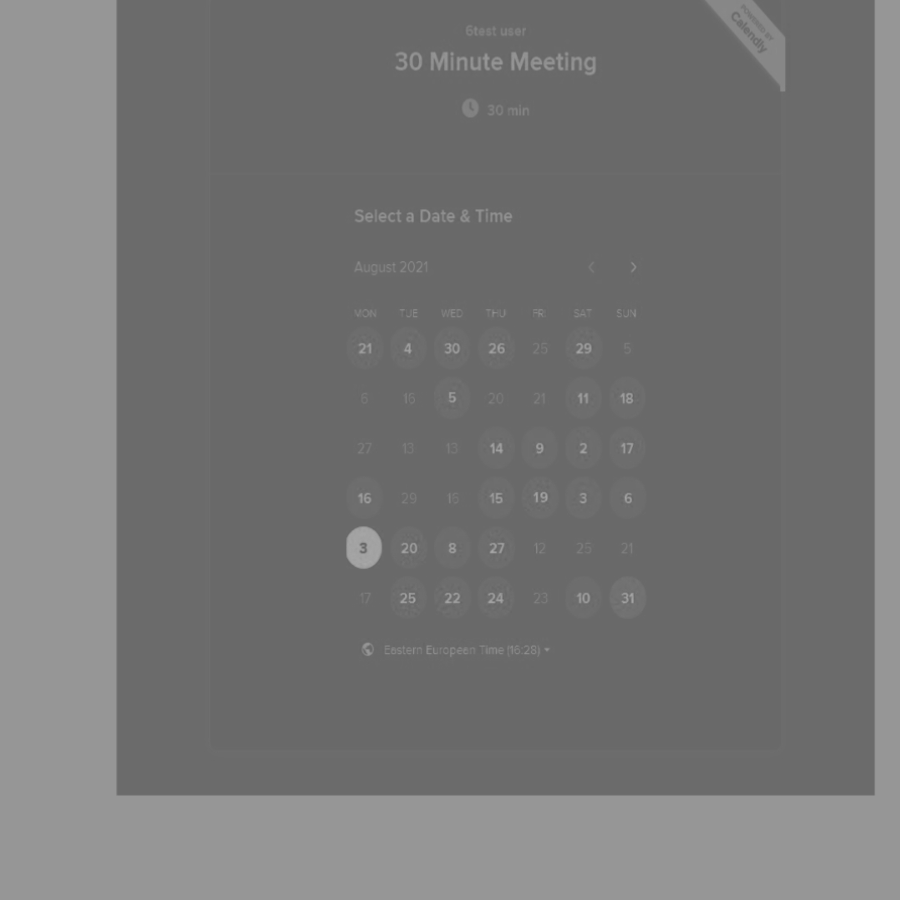 POWERED BY
Calendly
6test user
30 Minute Meeting
30 min
Select a Date & Time
August 2021
MON TUE WED THU FRI SAT SUN
21 4 30 26 25 29 5
6 16 5 20 21 11 18
27 13 13 14 9 2 17
16 29 15 15 19 3 6
3 20 8 27 12 25 21
17 25 22 24 23 10 31
Eastern European Time (16:28)